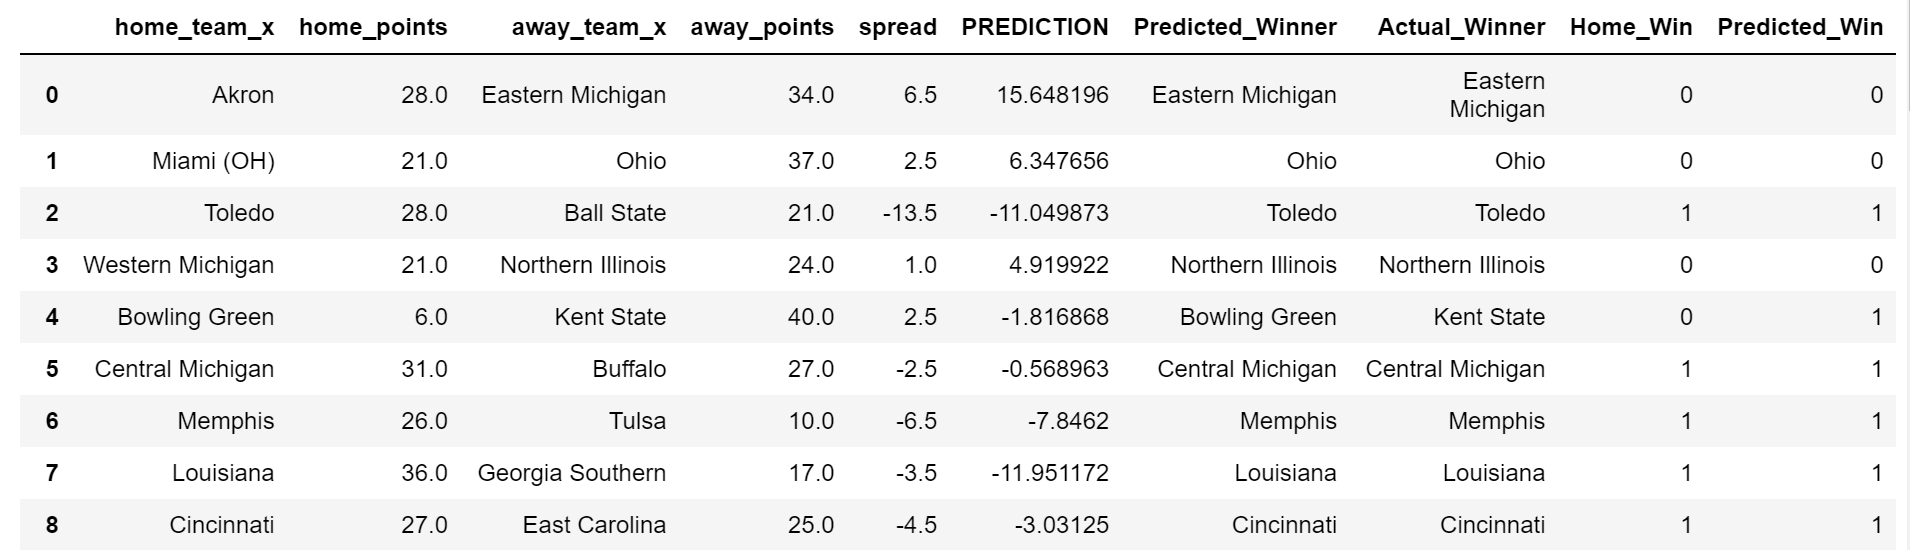 home_team_x home_points away_team_x away_points spread PREDICTION Predicted_Winner Actual_Winner Home_Win Predicted_Win
0 Akron 28.0 Eastern Michigan 34.0 6.5 15.648196 Eastern Michigan Eastern Michigan 0 0
1 Miami (OH) 21.0 Ohio 37.0 2.5 6.347656 Ohio Ohio 0 0
2 Toledo 28.0 Ball State 21.0 -13.5 -11.049873 Toledo Toledo 1 1
3 Western Michigan 21.0 Northern Illinois 24.0 1.0 4.919922 Northern Illinois Northern Illinois 0 0
4 Bowling Green 6.0 Kent State 40.0 2.5 -1.816868 Bowling Green Kent State 0 1
5 Central Michigan 31.0 Buffalo 27.0 -2.5 -0.568963 Central Michigan Central Michigan 1 1
6 Memphis 26.0 Tulsa 10.0 -6.5 -7.8462 Memphis Memphis 1 1
7 Louisiana 36.0 Georgia Southern 17.0 -3.5 -11.951172 Louisiana Louisiana 1 1
8 Cincinnati 27.0 East Carolina 25.0 -4.5 -3.03125 Cincinnati Cincinnati 1 1